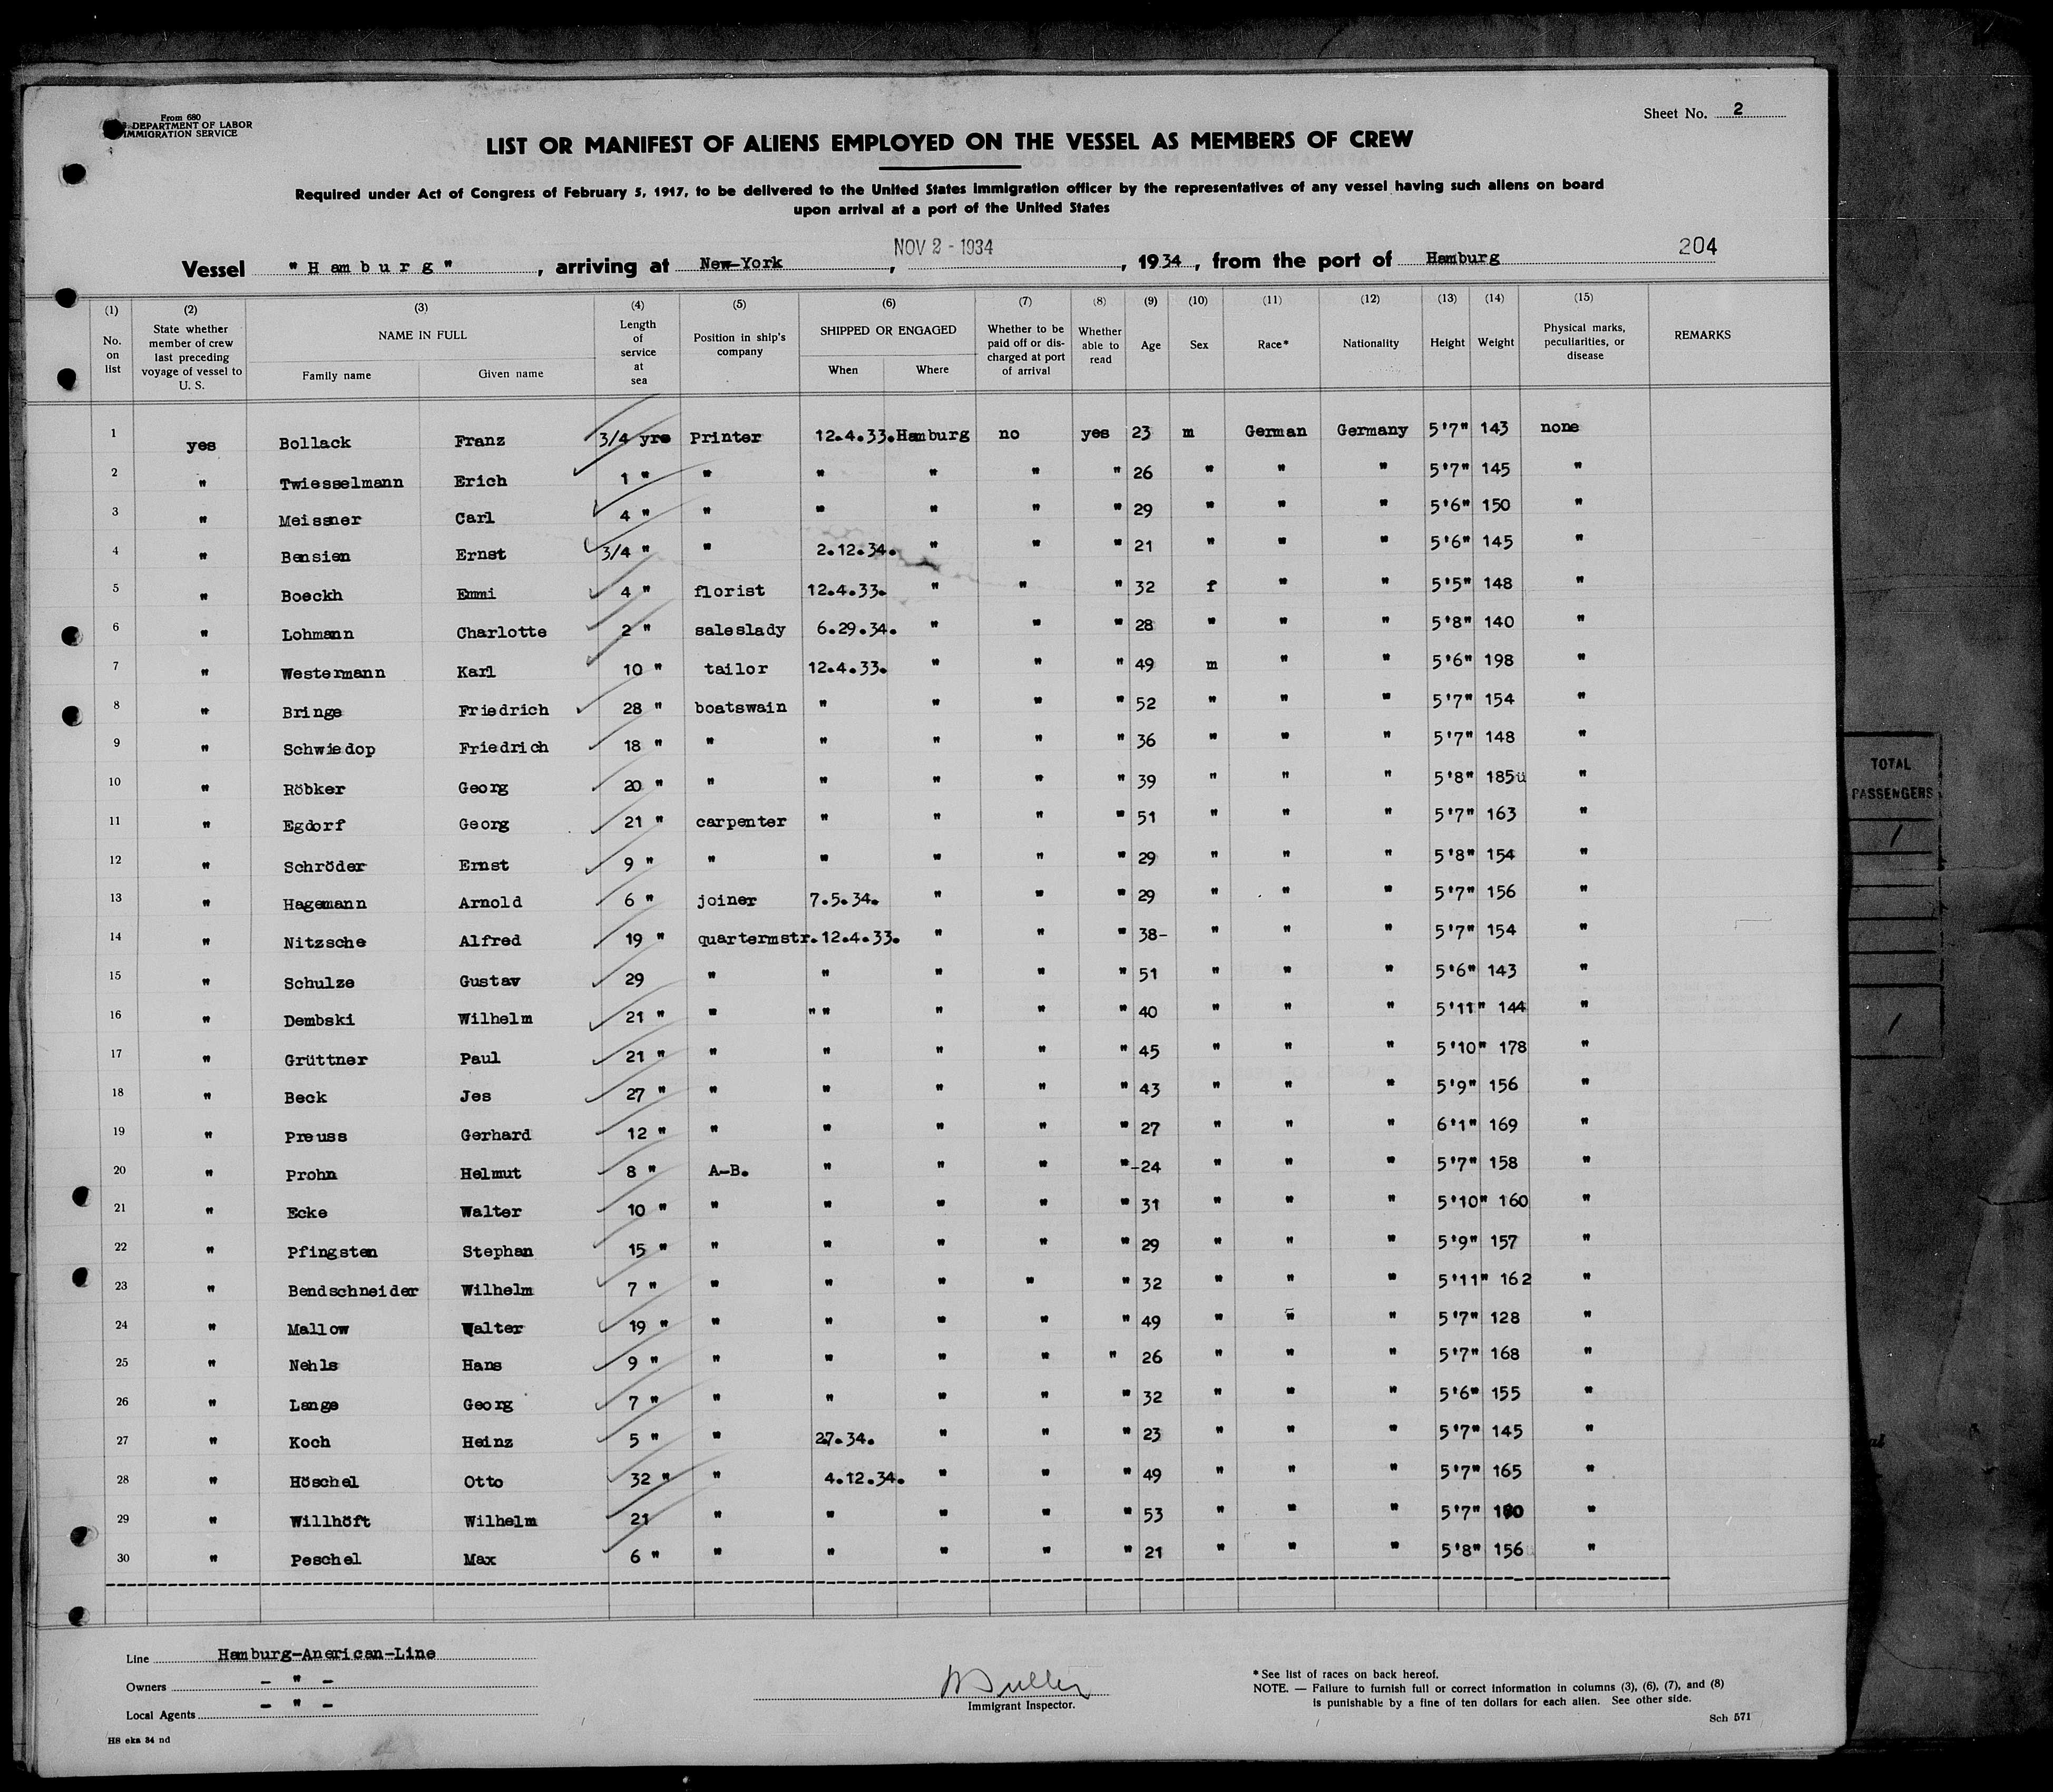 From 680
DEPARTMENT OF LABOR
IMMIGRATION SERVICE
Sheet No. 2
LIST OR MANIFEST OF ALIENS EMPLOYED ON THE VESSEL AS MEMBERS OF CREW
Required under Act of Congress of February 5, 1917, to be delivered to the United States immigration officer by the representatives of any vessel having such aliens on board
upon arrival at a port of the United States
Vessel "Hamburg", arriving at New-York, NOV 2 - 1934, 1934, from the port of Hamburg 204
(1) (2) (3) (4) (5) (6) (7) (8) (9) (10) (11) (12) (13) (14) (15)
No. on list State whether member of crew last preceding voyage of vessel to U. S. NAME IN FULL Family name Given name Length of service at sea Position in ship's company SHIPPED OR ENGAGED When Where Whether to be paid off or dis-charged at port of arrival Whether able to read Age Sex Race* Nationality Height Weight Physical marks, peculiarities, or disease REMARKS
1 yes Bollack Franz 3/4 yrs Printer 12.4.33. Hamburg no yes 23 m German Germany 5'7" 143 none
2 " Twiesselmann Erich 1 " " " " " " 26 " " " 5'7" 145 "
3 " Meissner Carl 4 " " " " " " 29 " " " 5'6" 150 "
4 " Bensien Ernst 3/4 " " 2.12.34. " " " 21 " " " 5'6" 145 "
5 " Boeckh Emmi 4 " florist 12.4.33. " " " 32 f " " 5'5" 148 "
6 " Lohmann Charlotte 2 " saleslady 6.29.34. " " " 28 " " " 5'8" 140 "
7 " Westermann Karl 10 " tailor 12.4.33. " " " 49 m " " 5'6" 198 "
8 " Bringe Friedrich 28 " boatswain " " " " 52 " " " 5'7" 154 "
9 " Schwiedop Friedrich 18 " " " " " " 36 " " " 5'7" 148 "
10 " Röbker Georg 20 " " " " " " 39 " " " 5'8" 185ü "
11 " Egdorf Georg 21 " carpenter " " " " 51 " " " 5'7" 163 "
12 " Schröder Ernst 9 " " " " " " 29 " " " 5'8" 154 "
13 " Hagemann Arnold 6 " joiner 7.5.34. " " " 29 " " " 5'7" 156 "
14 " Nitzsche Alfred 19 " quartermstr. 12.4.33. " " " 38- " " " 5'7" 154 "
15 " Schulze Gustav 29 " " " " " 51 " " " 5'6" 143 "
16 " Dembski Wilhelm 21 " " " " " " " 40 " " " 5'11" 144 "
17 " Grüttner Paul 21 " " " " " " 45 " " " 5'10" 178 "
18 " Beck Jes 27 " " " " " " 43 " " " 5'9" 156 "
19 " Preuss Gerhard 12 " " " " " " 27 " " " 6'1" 169 "
20 " Prohn Helmut 8 " A-B. " " " " -24 " " " 5'7" 158 "
21 " Ecke Walter 10 " " " " " " 31 " " " 5'10" 160 "
22 " Pfingsten Stephan 15 " " " " " " 29 " " " 5'9" 157 "
23 " Bendschneider Wilhelm 7 " " " " " " 32 " " " 5'11" 162 "
24 " Mallow Walter 19 " " " " " " 49 " " " 5'7" 128 "
25 " Nehls Hans 9 " " " " " " 26 " " " 5'7" 168 "
26 " Lange Georg 7 " " " " " " 32 " " " 5'6" 155 "
27 " Koch Heinz 5 " " 27.34. " " " 23 " " " 5'7" 145 "
28 " Höschel Otto 32 " " 4.12.34. " " " 49 " " " 5'7" 165 "
29 " Willhöft Wilhelm 21 " " " " " 53 " " " 5'7" "
30 " Peschel Max 6 " " " " " " 21 " " " 5'8" 156 "
TOTAL
PASSENGERS
1
1
Line Hamburg-Anerican-Line
Owners - " -
Local Agents - " -
HS eka 34 nd
Immigrant Inspector.
*See list of races on back hereof.
NOTE. — Failure to furnish full or correct information in columns (3), (6), (7), and (8)
is punishable by a fine of ten dollars for each alien. See other side.
Sch 571